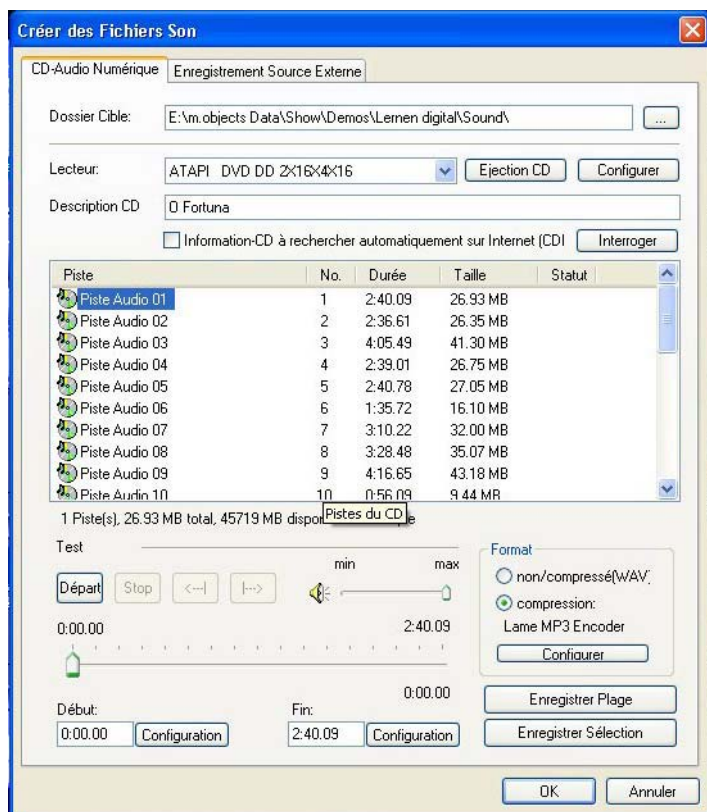 Créer des Fichiers Son
CD-Audio Numérique Enregistrement Source Externe
Dossier Cible: E:\m.objects Data\Show\Demos\Lernen digital\Sound\ ...
Lecteur: ATAPI DVD DD 2X16X4X16 Ejection CD Configurer
Description CD O Fortuna
Information-CD à rechercher automatiquement sur Internet (CDI Interroger
Piste No. Durée Taille Statut
Piste Audio 01 1 2:40.09 26.93 MB
Piste Audio 02 2 2:36.61 26.35 MB
Piste Audio 03 3 4:05.49 41.30 MB
Piste Audio 04 4 2:39.01 26.75 MB
Piste Audio 05 5 2:40.78 27.05 MB
Piste Audio 06 6 1:35.72 16.10 MB
Piste Audio 07 7 3:10.22 32.00 MB
Piste Audio 08 8 3:28.48 35.07 MB
Piste Audio 09 9 4:16.65 43.18 MB
Piste Audio 10 10 0:56.09 9.44 MB
1 Piste(s), 26.93 MB total, 45719 MB
Pistes du CD
Test
Départ Stop <---| |--->
min max
0:00.00 2:40.09
0:00.00
Début: Fin:
0:00.00 Configuration 2:40.09 Configuration
Format
non/compressé(WAV)
compression:
Lame MP3 Encoder
Configurer
Enregistrer Plage
Enregistrer Sélection
OK Annuler